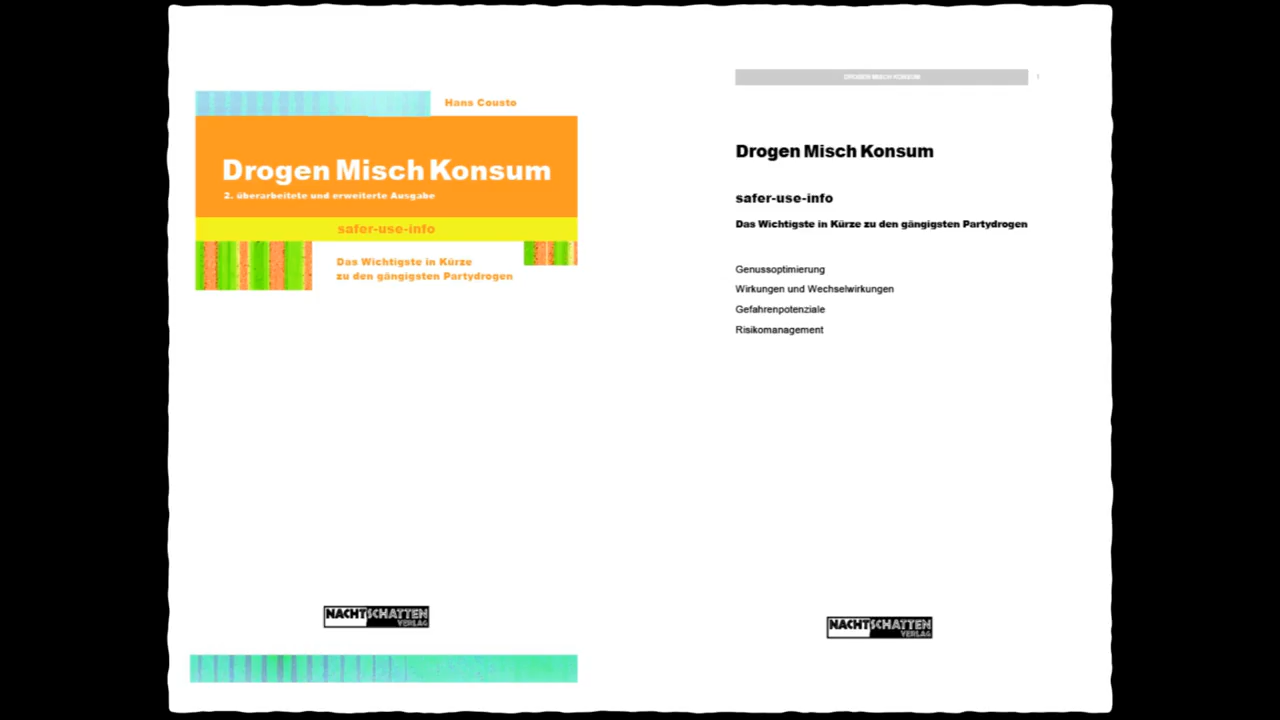 Hans Cousto
Drogen Misch Konsum
2. überarbeitete und erweiterte Ausgabe
safer-use-info
Das Wichtigste in Kürze
zu den gängigsten Partydrogen
NACHTSCHATTEN
VERLAG
DROGEN MISCH KONSUM 1
Drogen Misch Konsum
safer-use-info
Das Wichtigste in Kürze zu den gängigsten Partydrogen
Genussoptimierung
Wirkungen und Wechselwirkungen
Gefahrenpotenziale
Risikomanagement
NACHTSCHATTEN
VERLAG